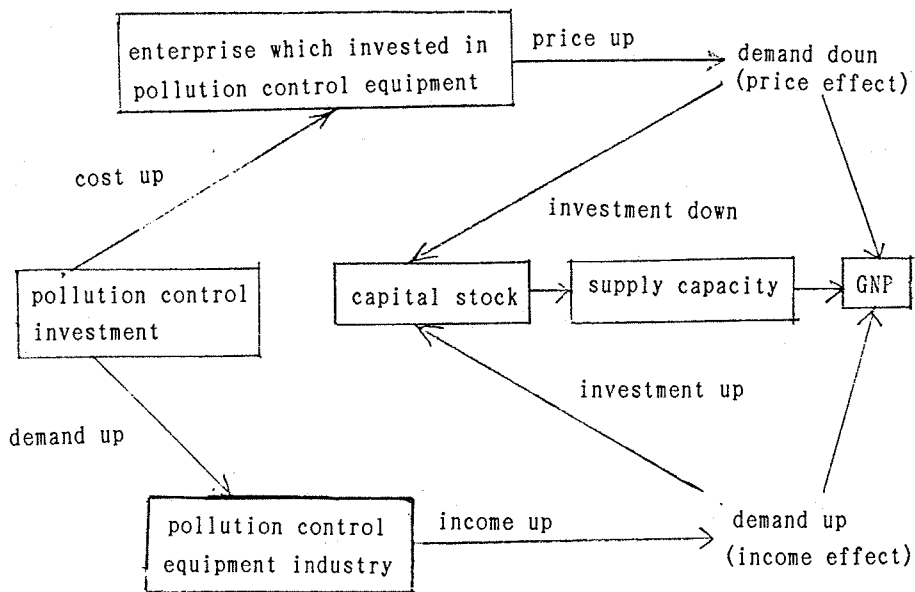 enterprise which invested in
pollution control equipment
price up
demand doun
(price effect)
cost up
investment down
pollution control
investment
capital stock
supply capacity
GNP
investment up
demand up
pollution control
equipment industry
income up
demand up
(income effect)